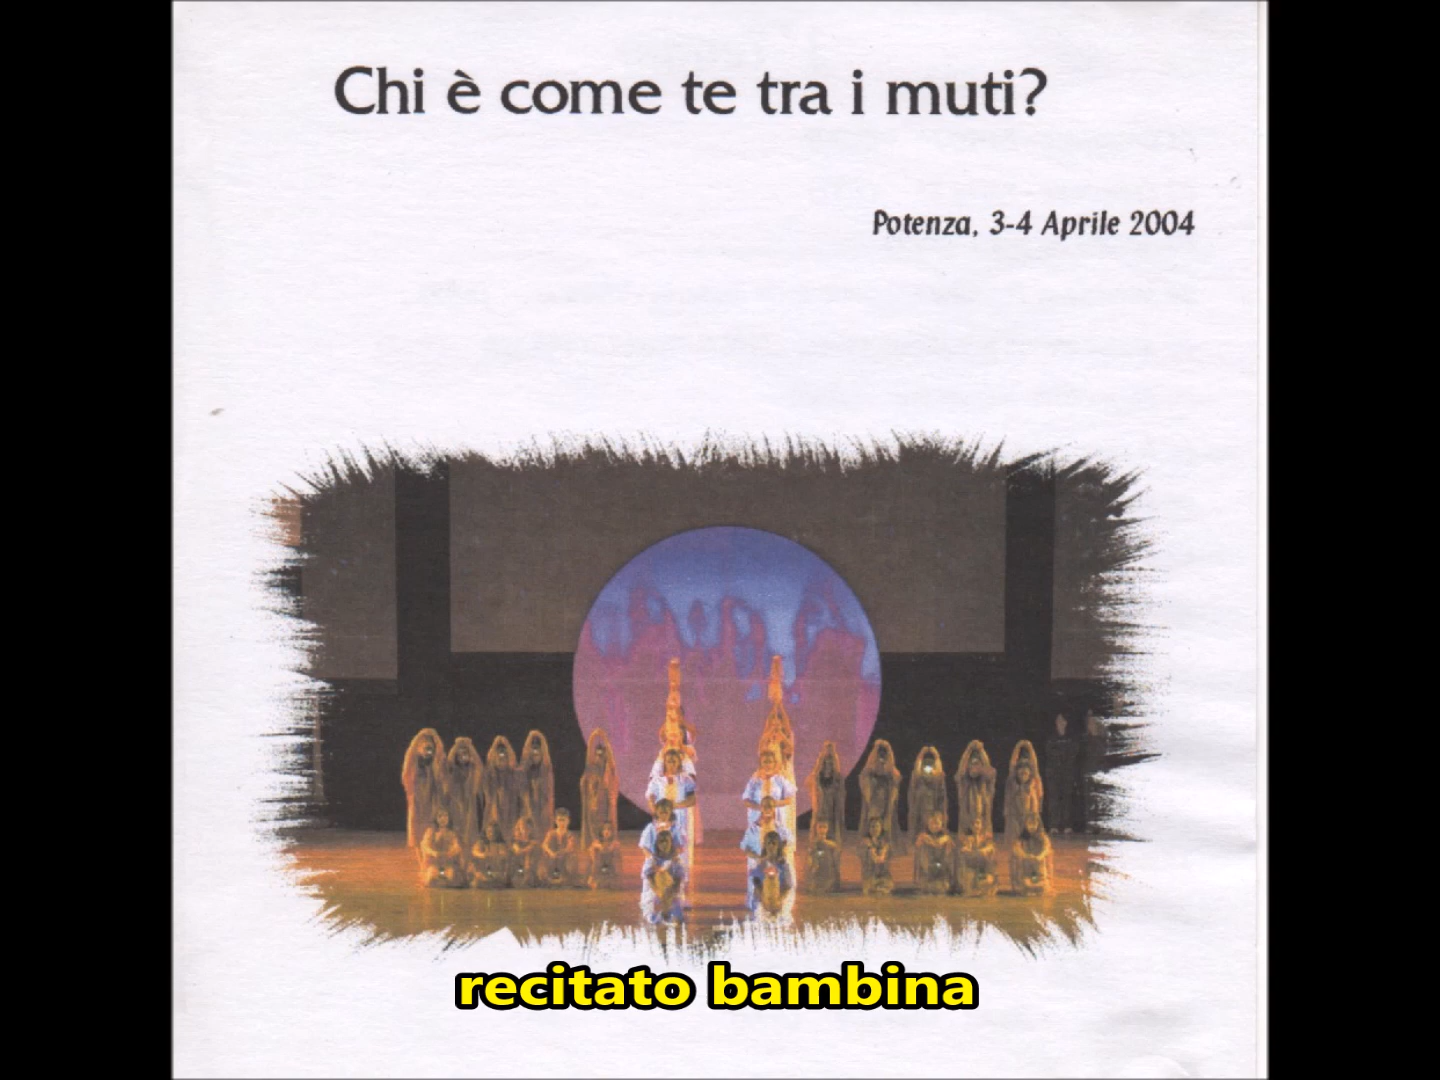 Chi è come te tra i muti?
Potenza, 3-4 Aprile 2004
recitato bambina